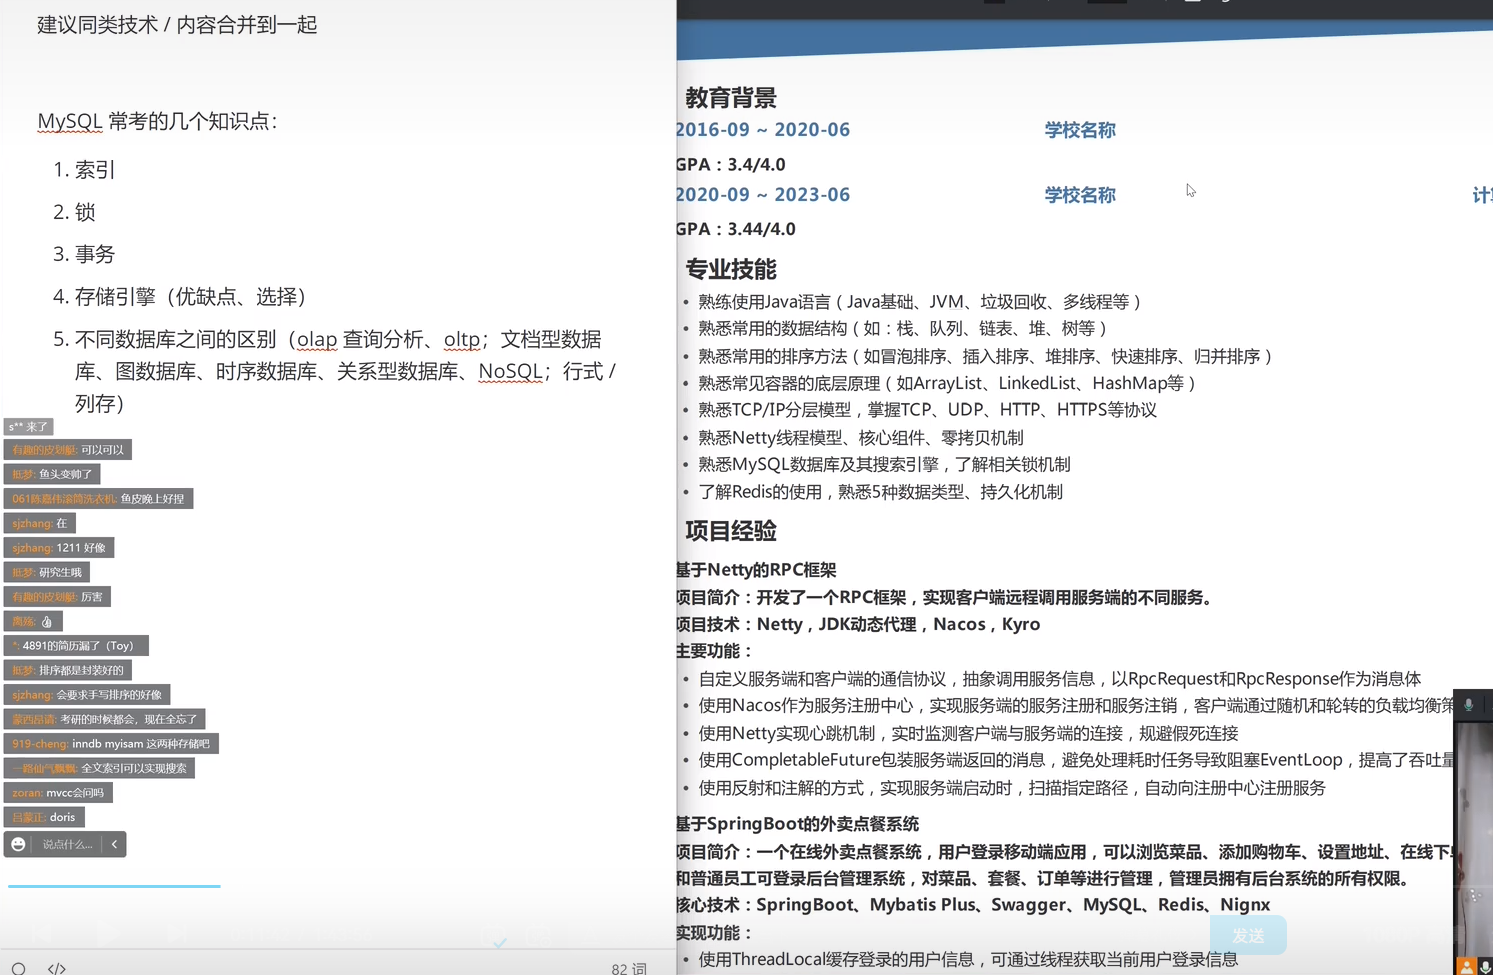 建议同类技术 / 内容合并到一起
MySQL 常考的几个知识点：
1. 索引
2. 锁
3. 事务
4. 存储引擎（优缺点、选择）
5. 不同数据库之间的区别（olap 查询分析、oltp；文档型数据
库、图数据库、时序数据库、关系型数据库、NoSQL；行式 /
列存）
s** 来了
有趣的皮划艇: 可以可以
抵梦: 鱼头变帅了
061陈嘉伟滚筒洗衣机: 鱼皮晚上好捏
sjzhang: 在
sjzhang: 1211 好像
抵梦: 研究生哦
有趣的皮划艇: 厉害
离殇: 👍
*: 4891的简历漏了（Toy）
抵梦: 排序都是封装好的
sjzhang: 会要求手写排序的好像
蒙西昂请: 考研的时候都会，现在全忘了
919-cheng: inndb myisam 这两种存储吧
一路仙气飘飘: 全文索引可以实现搜索
zoran: mvcc会问吗
吕蒙正: doris
说点什么...
82 词
教育背景
2016-09 ~ 2020-06 学校名称
GPA：3.4/4.0
2020-09 ~ 2023-06 学校名称 计
GPA：3.44/4.0
专业技能
• 熟练使用Java语言（Java基础、JVM、垃圾回收、多线程等）
• 熟悉常用的数据结构（如：栈、队列、链表、堆、树等）
• 熟悉常用的排序方法（如冒泡排序、插入排序、堆排序、快速排序、归并排序）
• 熟悉常见容器的底层原理（如ArrayList、LinkedList、HashMap等）
• 熟悉TCP/IP分层模型，掌握TCP、UDP、HTTP、HTTPS等协议
• 熟悉Netty线程模型、核心组件、零拷贝机制
• 熟悉MySQL数据库及其搜索引擎，了解相关锁机制
• 了解Redis的使用，熟悉5种数据类型、持久化机制
项目经验
基于Netty的RPC框架
项目简介：开发了一个RPC框架，实现客户端远程调用服务端的不同服务。
项目技术：Netty，JDK动态代理，Nacos，Kyro
主要功能：
• 自定义服务端和客户端的通信协议，抽象调用服务信息，以RpcRequest和RpcResponse作为消息体
• 使用Nacos作为服务注册中心，实现服务端的服务注册和服务注销，客户端通过随机和轮转的负载均衡策
• 使用Netty实现心跳机制，实时监测客户端与服务端的连接，规避假死连接
• 使用CompletableFuture包装服务端返回的消息，避免处理耗时任务导致阻塞EventLoop，提高了吞吐量
• 使用反射和注解的方式，实现服务端启动时，扫描指定路径，自动向注册中心注册服务
基于SpringBoot的外卖点餐系统
项目简介：一个在线外卖点餐系统，用户登录移动端应用，可以浏览菜品、添加购物车、设置地址、在线下单
和普通员工可登录后台管理系统，对菜品、套餐、订单等进行管理，管理员拥有后台系统的所有权限。
核心技术：SpringBoot、Mybatis Plus、Swagger、MySQL、Redis、Nignx
实现功能：
发送
• 使用ThreadLocal缓存登录的用户信息，可通过线程获取当前用户登录信息